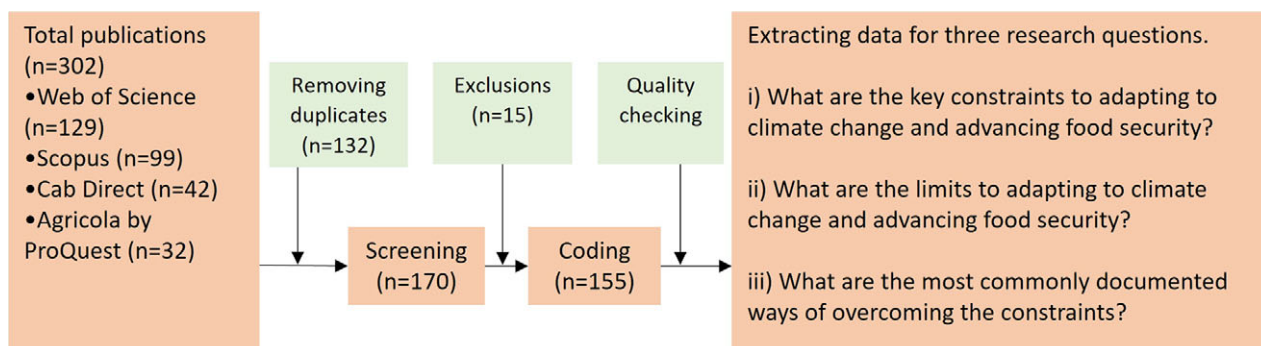 Total publications
(n=302)
•Web of Science
(n=129)
•Scopus (n=99)
•Cab Direct (n=42)
•Agricola by
ProQuest (n=32)
Removing
duplicates
(n=132)
Screening
(n=170)
Exclusions
(n=15)
Coding
(n=155)
Quality
checking
Extracting data for three research questions.
i) What are the key constraints to adapting to
climate change and advancing food security?
ii) What are the limits to adapting to climate
change and advancing food security?
iii) What are the most commonly documented
ways of overcoming the constraints?